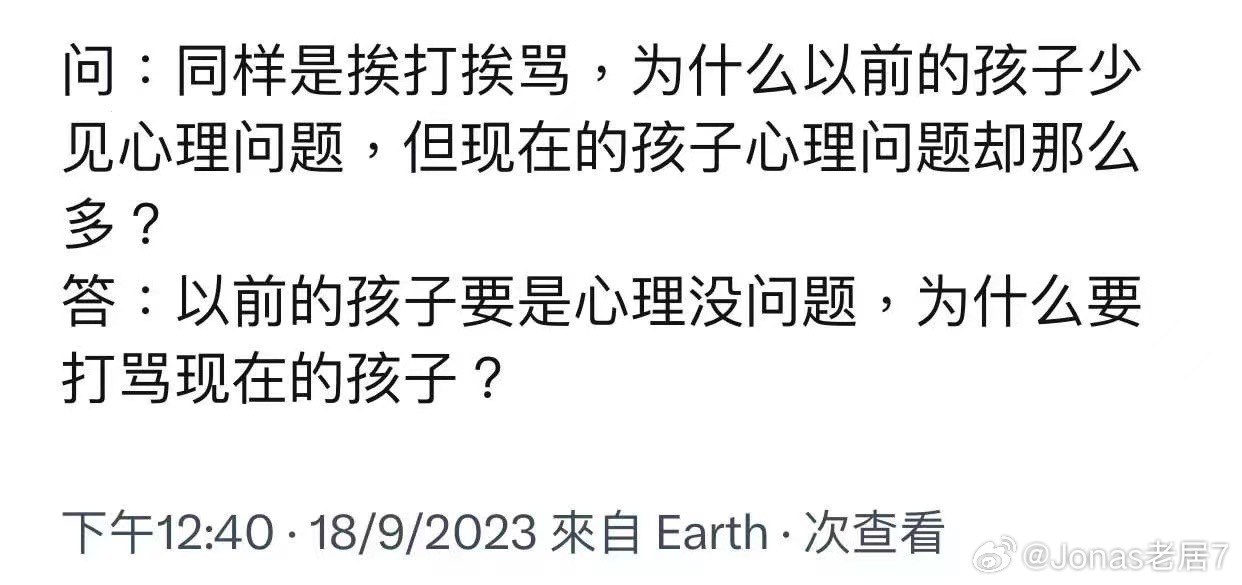 问：同样是挨打挨骂，为什么以前的孩子少
见心理问题，但现在的孩子心理问题却那么
多？
答：以前的孩子要是心理没问题，为什么要
打骂现在的孩子？
下午12:40 · 18/9/2023 來自 Earth · 次查看
@Jonas老居7